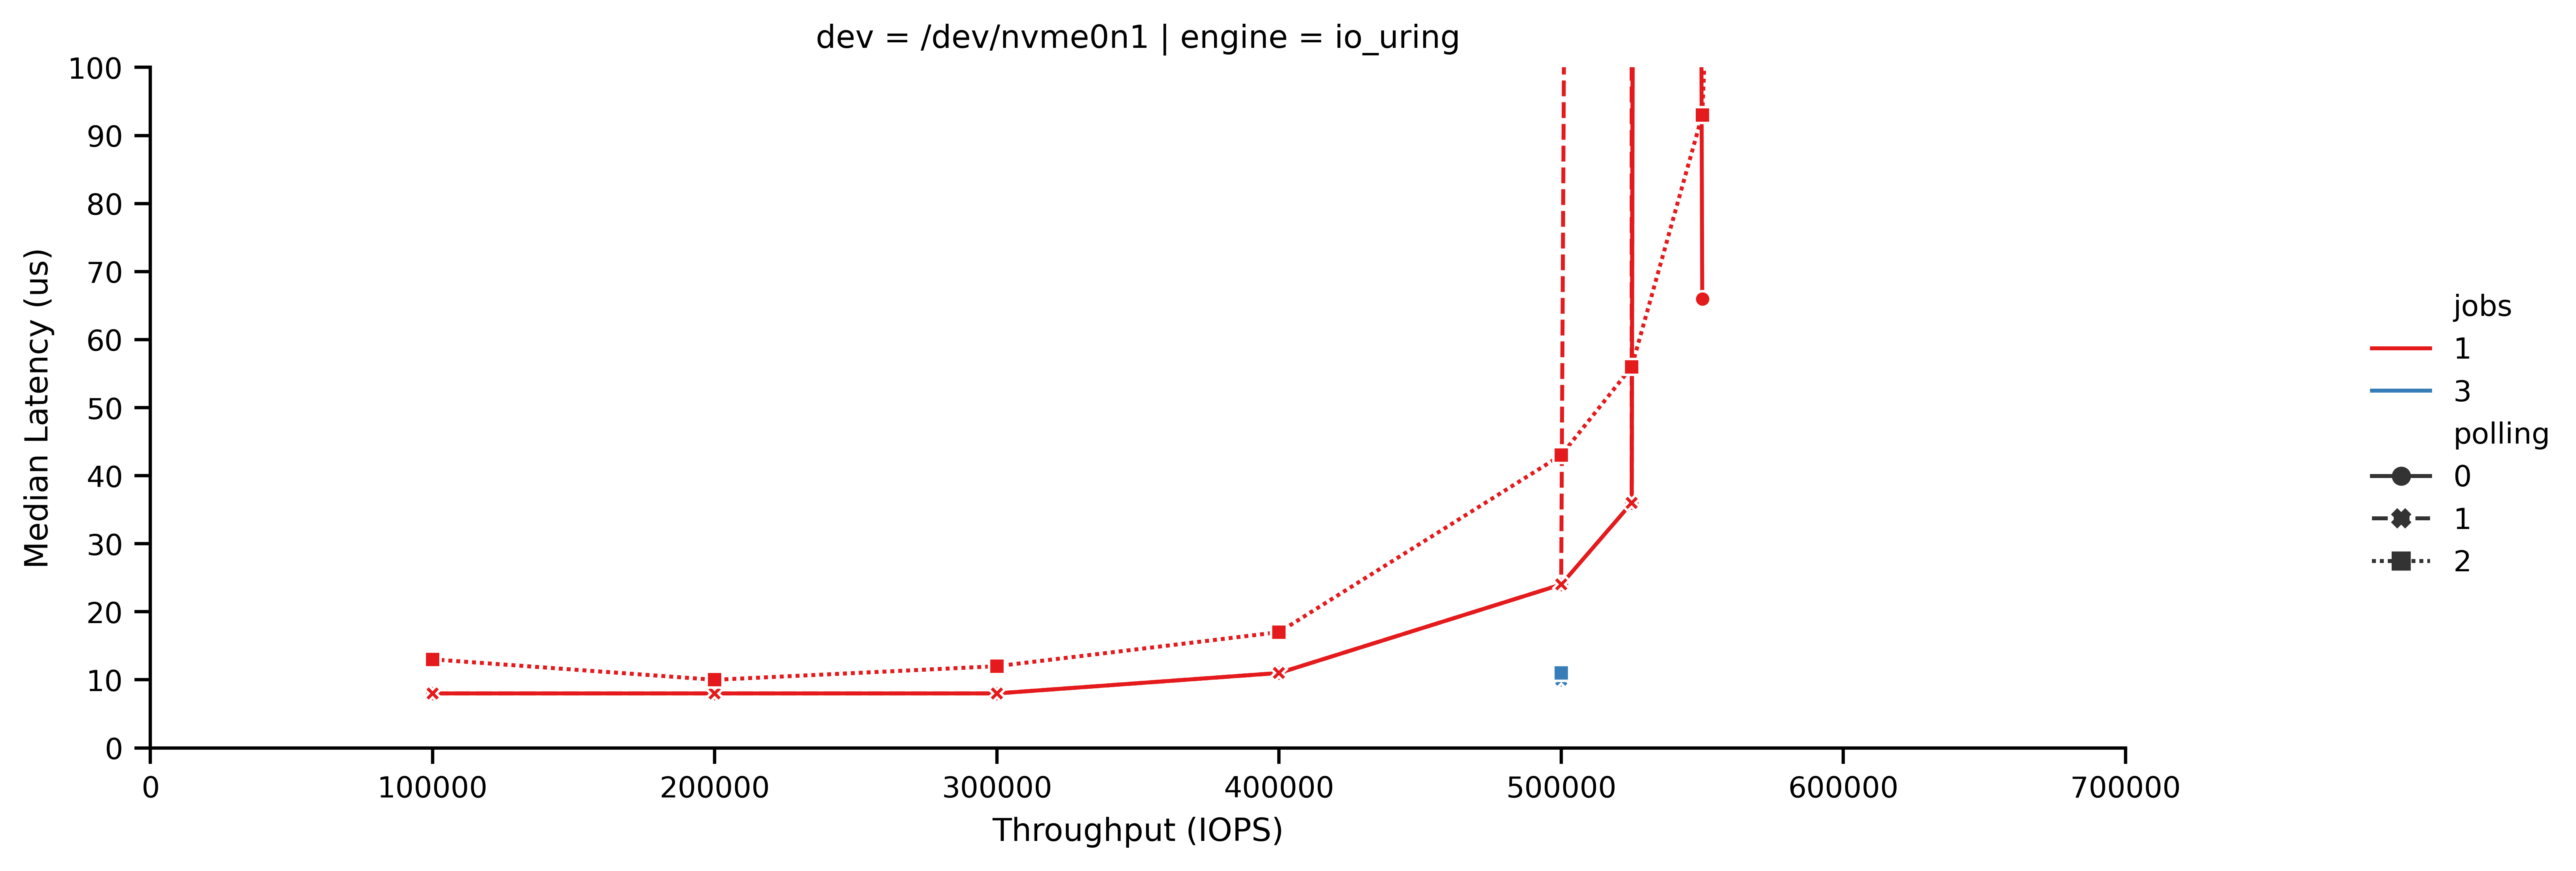 dev = /dev/nvme0n1 | engine = io_uring
100
90
80
70
60
50
40
30
20
10
0
Median Latency (us)
0 100000 200000 300000 400000 500000 600000 700000
Throughput (IOPS)
jobs
1
3
polling
0
1
2